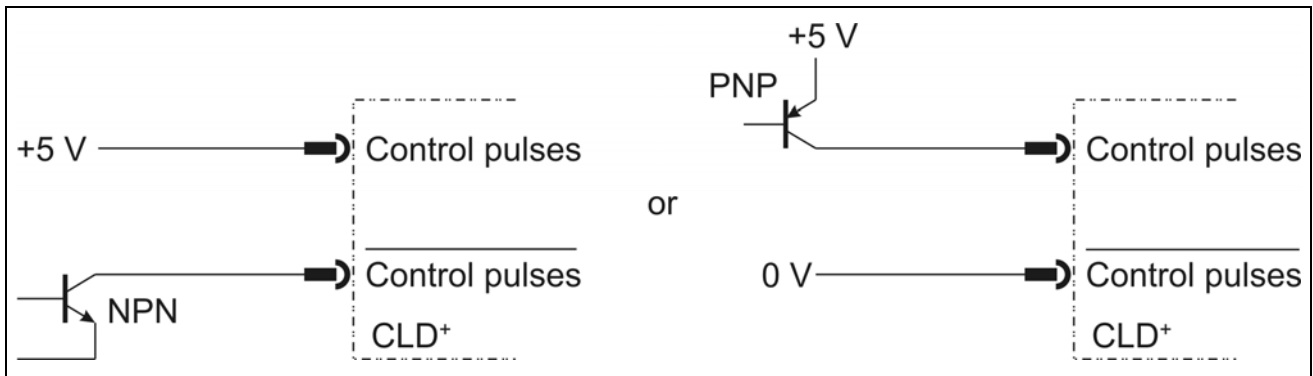 +5 V
Control pulses
Control pulses
NPN
CLD⁺
or
+5 V
PNP
Control pulses
0 V
Control pulses
CLD⁺